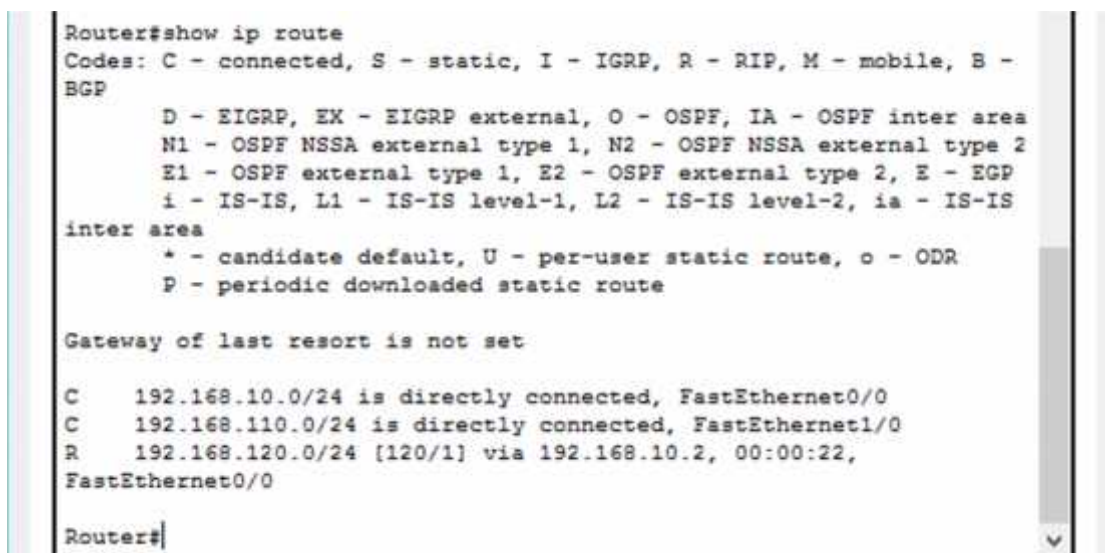 Router#show ip route
Codes: C - connected, S - static, I - IGRP, R - RIP, M - mobile, B -
BGP
       D - EIGRP, EX - EIGRP external, O - OSPF, IA - OSPF inter area
       N1 - OSPF NSSA external type 1, N2 - OSPF NSSA external type 2
       E1 - OSPF external type 1, E2 - OSPF external type 2, E - EGP
       i - IS-IS, L1 - IS-IS level-1, L2 - IS-IS level-2, ia - IS-IS
inter area
       * - candidate default, U - per-user static route, o - ODR
       P - periodic downloaded static route

Gateway of last resort is not set

C    192.168.10.0/24 is directly connected, FastEthernet0/0
C    192.168.110.0/24 is directly connected, FastEthernet1/0
R    192.168.120.0/24 [120/1] via 192.168.10.2, 00:00:22,
FastEthernet0/0

Router#